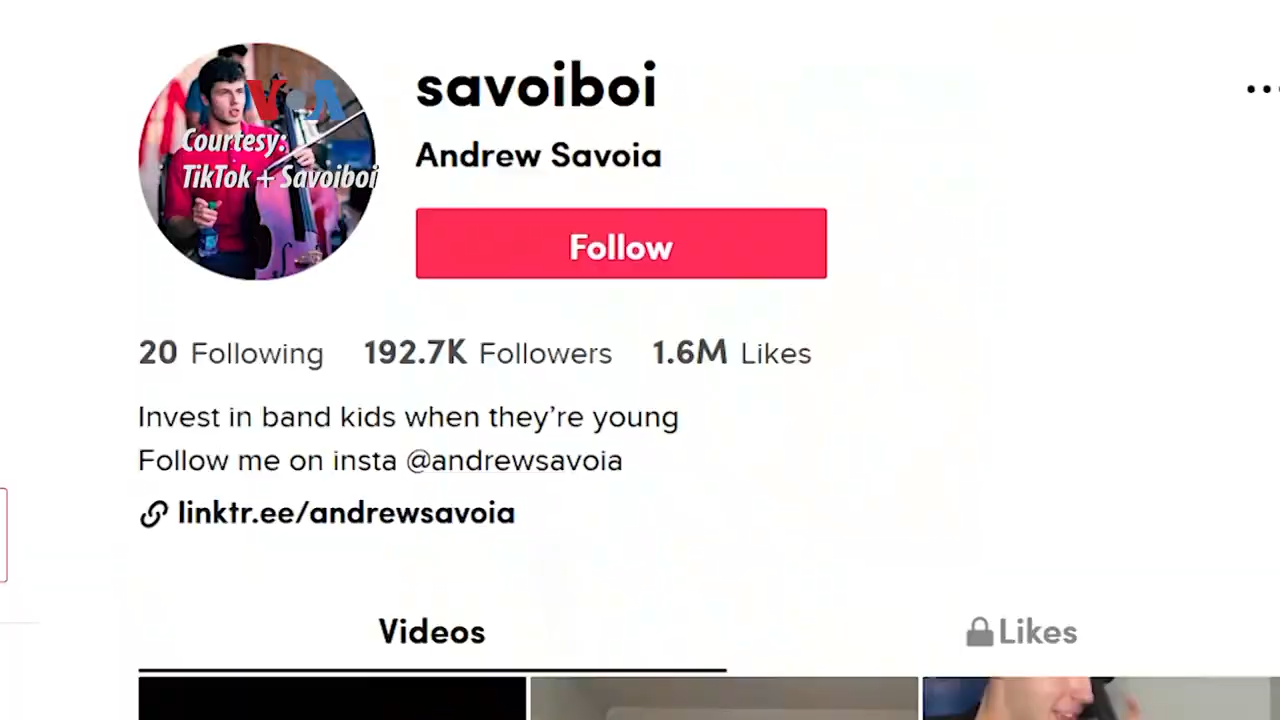 savoiboi
Andrew Savoia
VOA
Courtesy:
TikTok + Savoiboi
Follow
20 Following 192.7K Followers 1.6M Likes
Invest in band kids when they’re young
Follow me on insta @andrewsavoia
linktr.ee/andrewsavoia
Videos
Likes